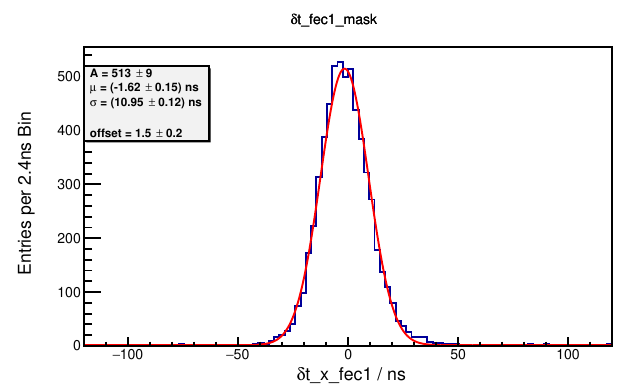 δt_fec1_mask
A = 513 ± 9
μ = (-1.62 ± 0.15) ns
σ = (10.95 ± 0.12) ns
offset = 1.5 ± 0.2
Entries per 2.4ns Bin
500
400
300
200
100
0
−100 −50 0 50 100
δt_x_fec1 / ns